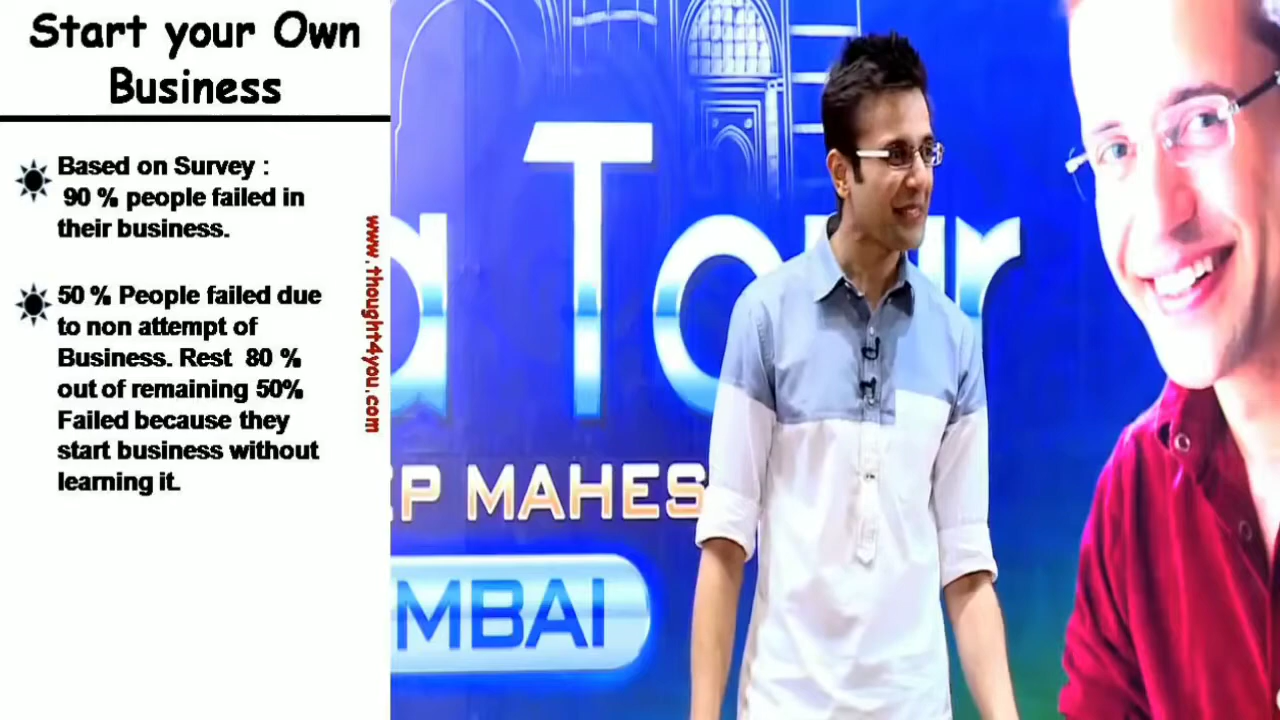 Start your Own
Business
Based on Survey :
90 % people failed in
their business.
50 % People failed due
to non attempt of
Business. Rest 80 %
out of remaining 50%
Failed because they
start business without
learning it.
www.thought4you.com
a Tour
EP MAHES
MBAI